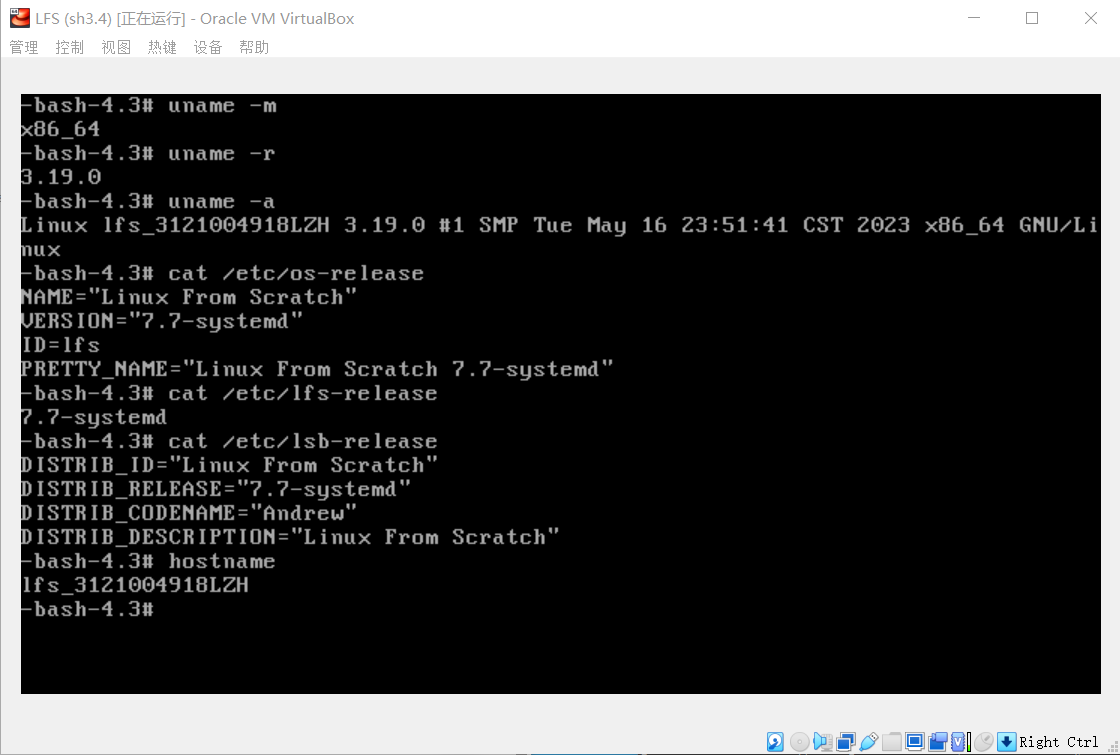 LFS (sh3.4) [正在运行] - Oracle VM VirtualBox
管理 控制 视图 热键 设备 帮助
-bash-4.3# uname -m
x86_64
-bash-4.3# uname -r
3.19.0
-bash-4.3# uname -a
Linux lfs_3121004918LZH 3.19.0 #1 SMP Tue May 16 23:51:41 CST 2023 x86_64 GNU/Li
nux
-bash-4.3# cat /etc/os-release
NAME="Linux From Scratch"
VERSION="7.7-systemd"
ID=lfs
PRETTY_NAME="Linux From Scratch 7.7-systemd"
-bash-4.3# cat /etc/lfs-release
7.7-systemd
-bash-4.3# cat /etc/lsb-release
DISTRIB_ID="Linux From Scratch"
DISTRIB_RELEASE="7.7-systemd"
DISTRIB_CODENAME="Andrew"
DISTRIB_DESCRIPTION="Linux From Scratch"
-bash-4.3# hostname
lfs_3121004918LZH
-bash-4.3#
Right Ctrl